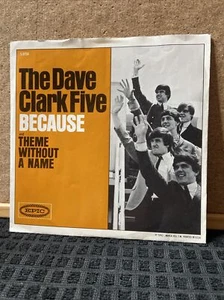 The Dave
Clark Five
BECAUSE
THEME
WITHOUT
A NAME
EPIC